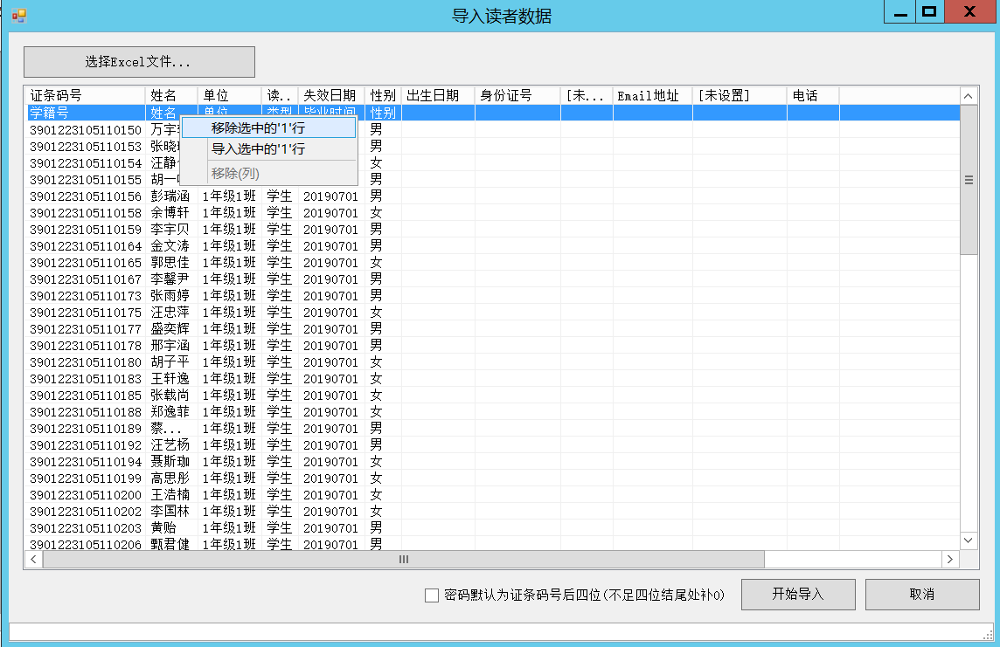 导入读者数据
选择Excel文件...
证条码号 姓名 单位 读.. 失效日期 性别 出生日期 身份证号 [未... Email地址 [未设置] 电话
学籍号 姓名 单位 类型 毕业时间 性别
3901223105110150 万宇 男
移除选中的'1'行
3901223105110153 张晓 男
导入选中的'1'行
3901223105110154 汪静 女
移除(列)
3901223105110155 胡一 男
3901223105110156 彭瑞涵 1年级1班 学生 20190701 男
3901223105110158 余博轩 1年级1班 学生 20190701 女
3901223105110159 李宇贝 1年级1班 学生 20190701 男
3901223105110164 金文涛 1年级1班 学生 20190701 男
3901223105110165 郭思佳 1年级1班 学生 20190701 女
3901223105110167 李馨尹 1年级1班 学生 20190701 男
3901223105110173 张雨婷 1年级1班 学生 20190701 男
3901223105110175 汪忠萍 1年级1班 学生 20190701 女
3901223105110177 盛奕辉 1年级1班 学生 20190701 男
3901223105110178 邢宇涵 1年级1班 学生 20190701 男
3901223105110180 胡子平 1年级1班 学生 20190701 女
3901223105110183 王轩逸 1年级1班 学生 20190701 女
3901223105110185 张载尚 1年级1班 学生 20190701 女
3901223105110188 郑逸菲 1年级1班 学生 20190701 女
3901223105110189 蔡... 1年级1班 学生 20190701 男
3901223105110192 汪艺杨 1年级1班 学生 20190701 男
3901223105110194 聂斯珈 1年级1班 学生 20190701 女
3901223105110199 高思彤 1年级1班 学生 20190701 女
3901223105110200 王浩楠 1年级1班 学生 20190701 女
3901223105110202 李国林 1年级1班 学生 20190701 女
3901223105110203 黄贻 1年级1班 学生 20190701 男
3901223105110206 甄君健 1年级1班 学生 20190701 男
密码默认为证条码号后四位(不足四位结尾处补0)
开始导入
取消